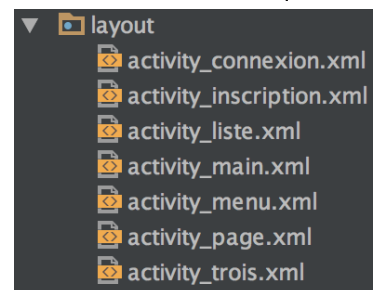 layout
activity_connexion.xml
activity_inscription.xml
activity_liste.xml
activity_main.xml
activity_menu.xml
activity_page.xml
activity_trois.xml